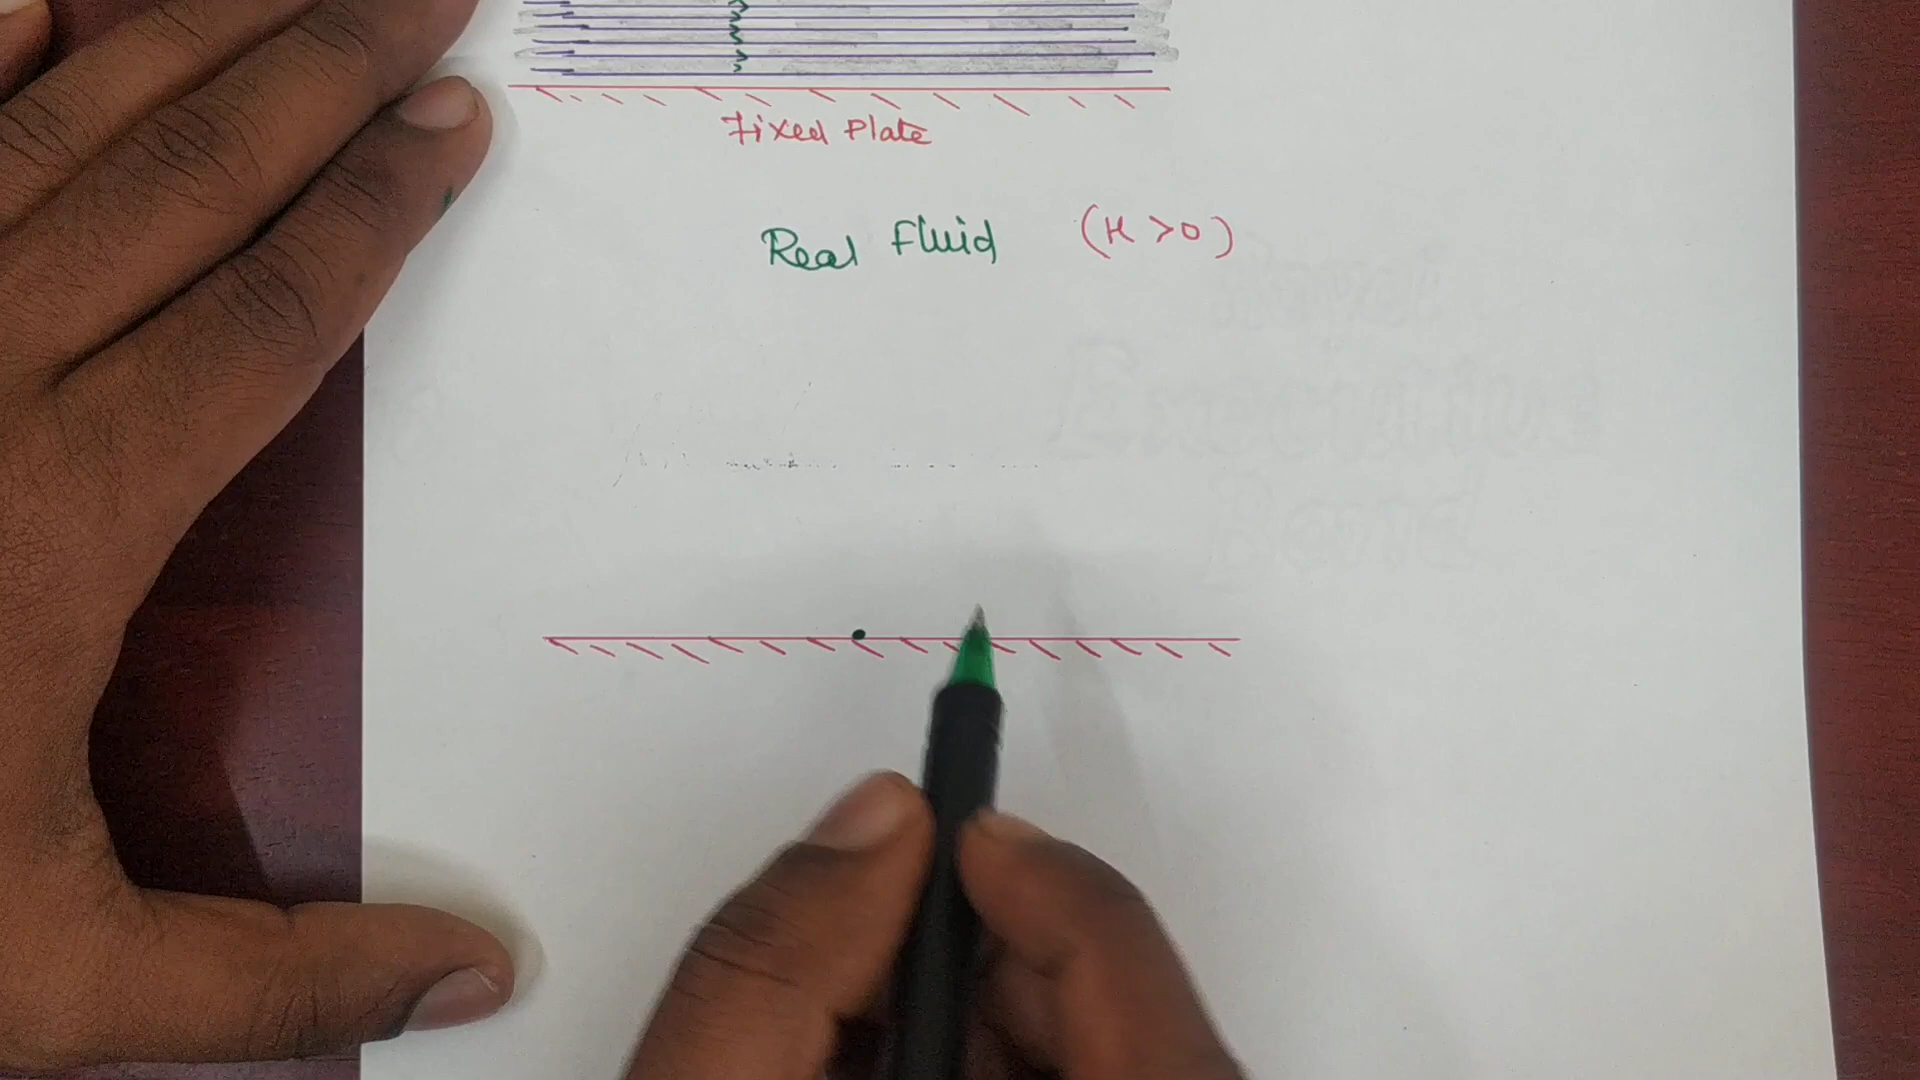 Fixed Plate
Real Fluid (μ >0)